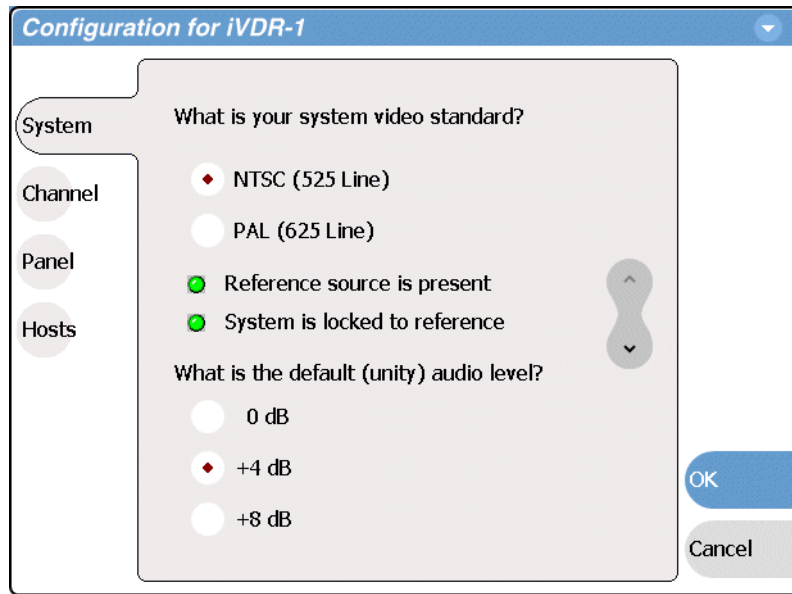 Configuration for iVDR-1
System
Channel
Panel
Hosts
What is your system video standard?
NTSC (525 Line)
PAL (625 Line)
Reference source is present
System is locked to reference
What is the default (unity) audio level?
0 dB
+4 dB
+8 dB
OK
Cancel